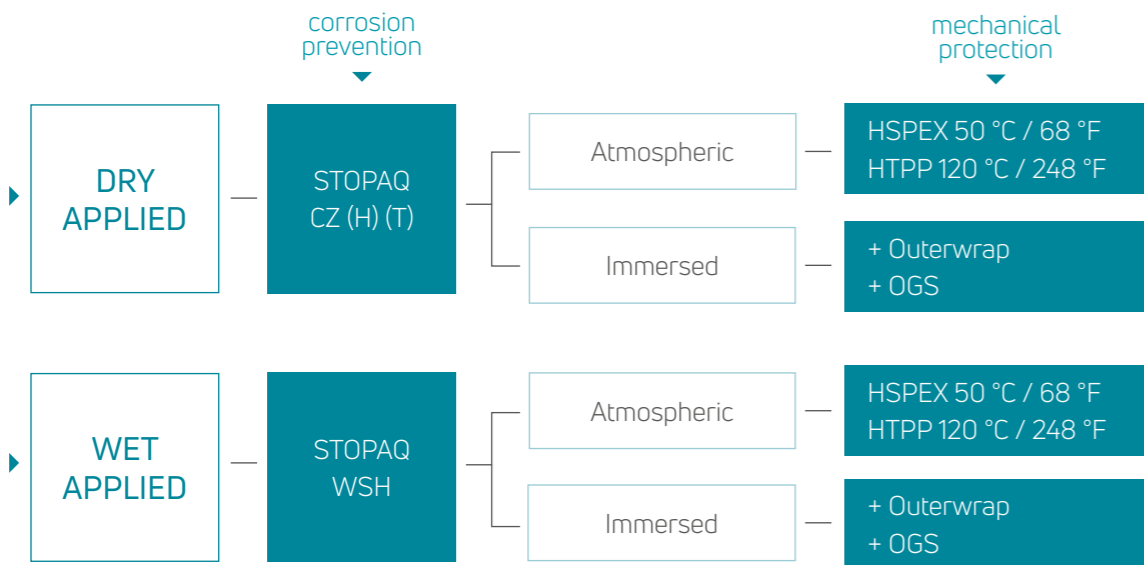 corrosion
prevention
mechanical
protection
DRY
APPLIED
STOPAQ
CZ (H) (T)
Atmospheric
HSPEX 50 °C / 68 °F
HTPP 120 °C / 248 °F
Immersed
+ Outerwrap
+ OGS
WET
APPLIED
STOPAQ
WSH
Atmospheric
HSPEX 50 °C / 68 °F
HTPP 120 °C / 248 °F
Immersed
+ Outerwrap
+ OGS